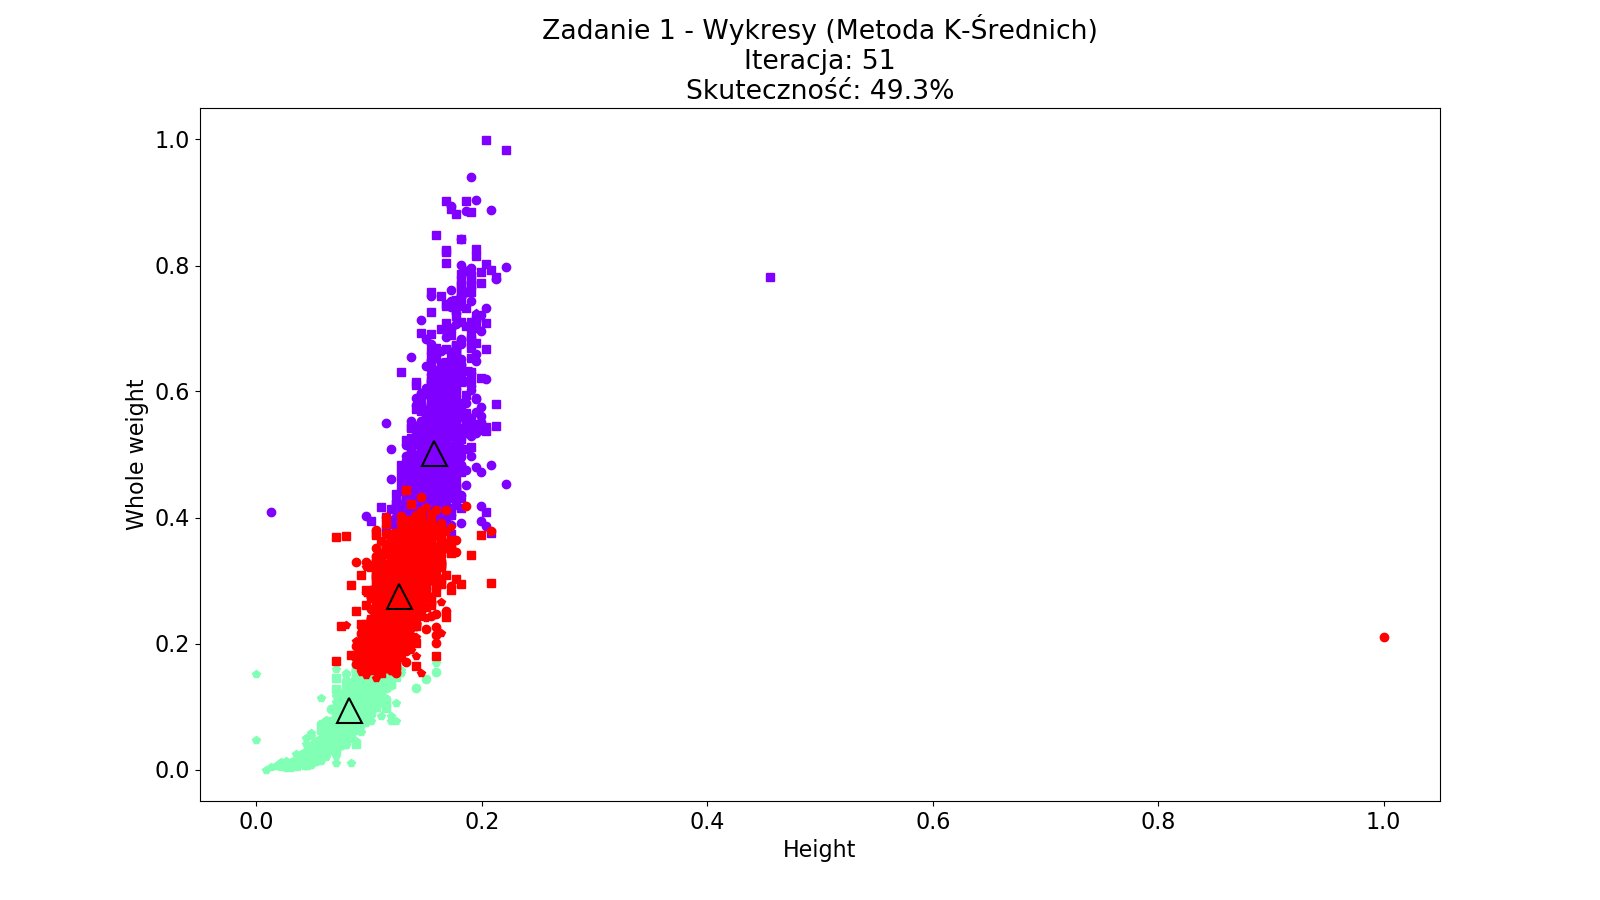 Zadanie 1 - Wykresy (Metoda K-Średnich)
Iteracja: 51
Skuteczność: 49.3%
1.0
0.8
0.6
0.4
0.2
0.0
Whole weight
0.0 0.2 0.4 0.6 0.8 1.0
Height